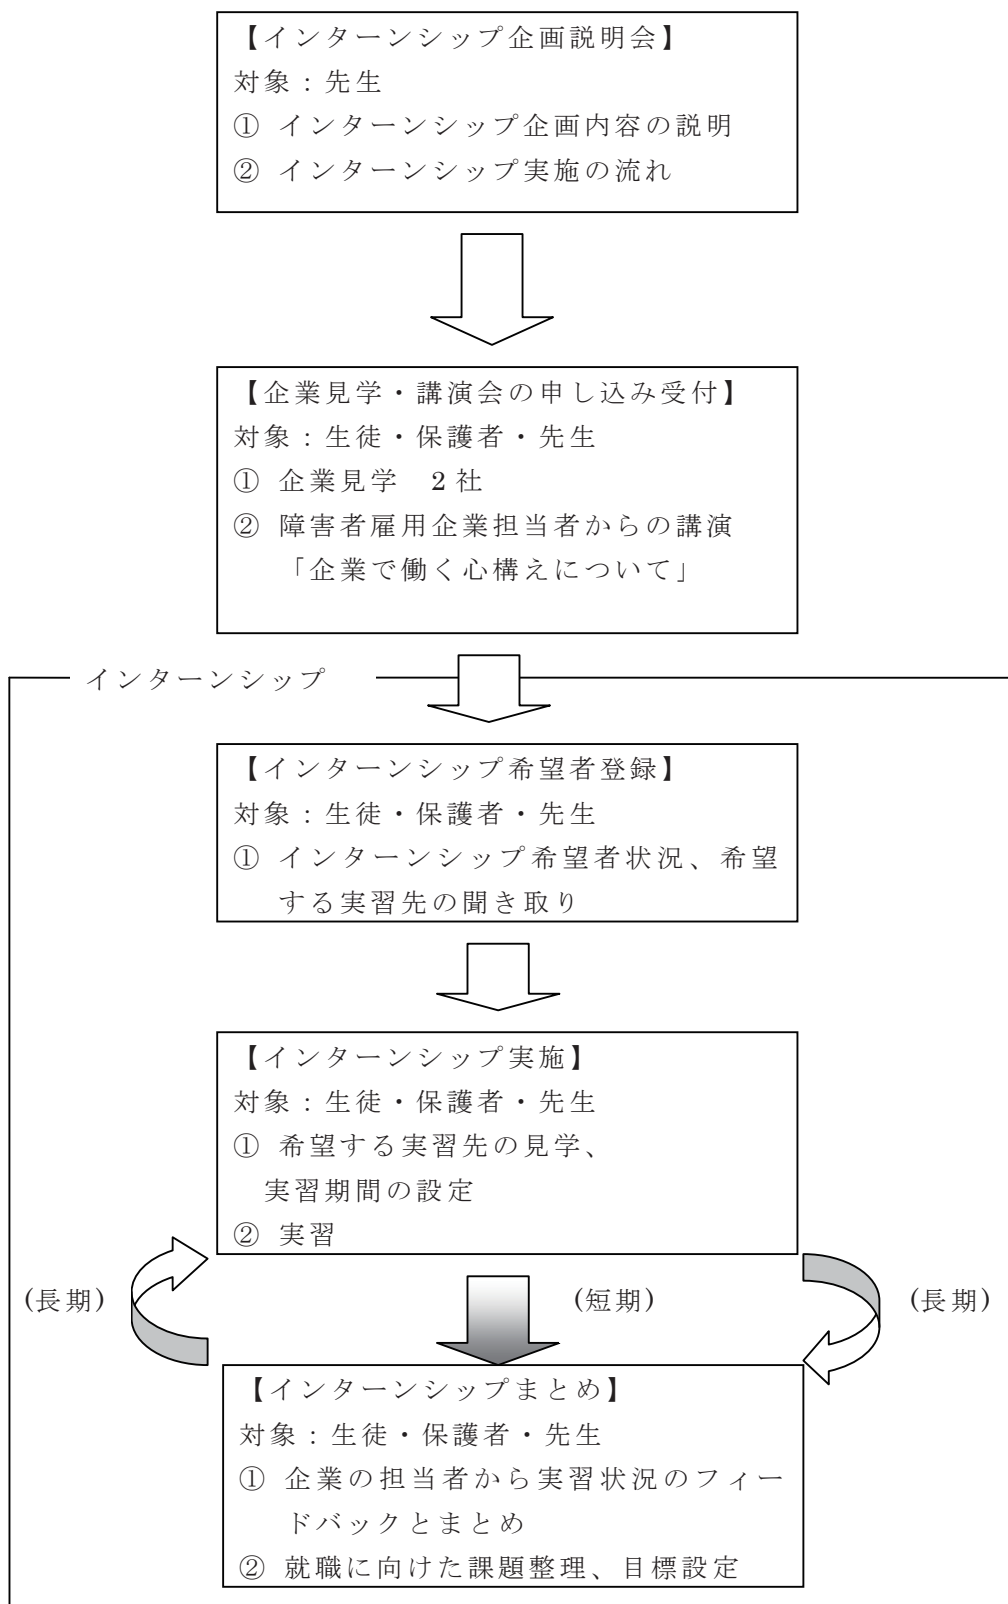 【インターンシップ企画説明会】
対象：先生
① インターンシップ企画内容の説明
② インターンシップ実施の流れ
【企業見学・講演会の申し込み受付】
対象：生徒・保護者・先生
① 企業見学　2社
② 障害者雇用企業担当者からの講演
「企業で働く心構えについて」
インターンシップ
【インターンシップ希望者登録】
対象：生徒・保護者・先生
① インターンシップ希望者状況、希望
する実習先の聞き取り
【インターンシップ実施】
対象：生徒・保護者・先生
① 希望する実習先の見学、
実習期間の設定
② 実習
(長期)
(短期)
(長期)
【インターンシップまとめ】
対象：生徒・保護者・先生
① 企業の担当者から実習状況のフィー
ドバックとまとめ
② 就職に向けた課題整理、目標設定